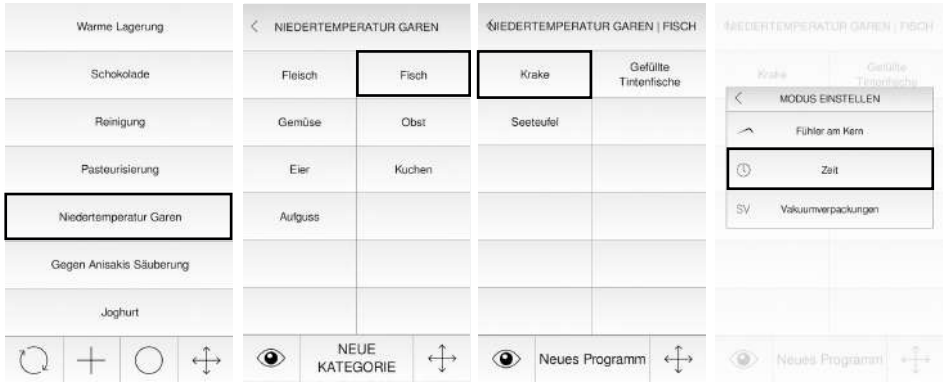 Warme Lagerung
Schokolade
Reinigung
Pasteurisierung
Niedertemperatur Garen
Gegen Anisakis Säuberung
Joghurt
NIEDERTEMPERATUR GAREN
Fleisch
Fisch
Gemüse
Obst
Eier
Kuchen
Aufguss
NEUE
KATEGORIE
NIEDERTEMPERATUR GAREN | FISCH
Krake
Gefüllte
Tintenfische
Seeteufel
Neues Programm
NIEDERTEMPERATUR GAREN | FISCH
Krake
Gefüllte
Tintenfische
MODUS EINSTELLEN
Fühler am Kern
Zeit
SV
Vakuumverpackungen
Neues Programm